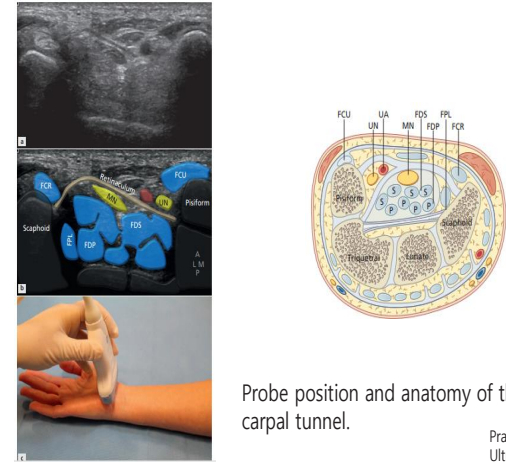 a
FCR
Retinaculum
MN
UN
FCU
Scaphoid
Pisiform
FPL
FDP
FDS
A
L M
P
b
c
FCU UA FDS FPL
UN MN FDP FCR
Pisiform
S S S S
P P P P
Scaphoid
Triquetral
Lunate
Probe position and anatomy of t
carpal tunnel.
Pra
Ult